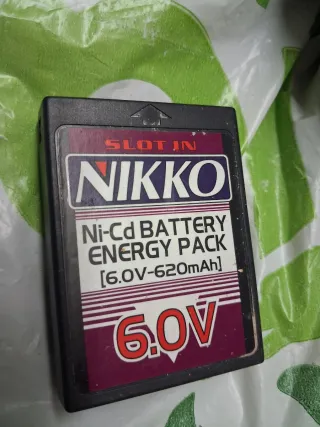 SLOT IN
NIKKO
Ni-Cd BATTERY
ENERGY PACK
[6.0V-620mAh]
6.0V